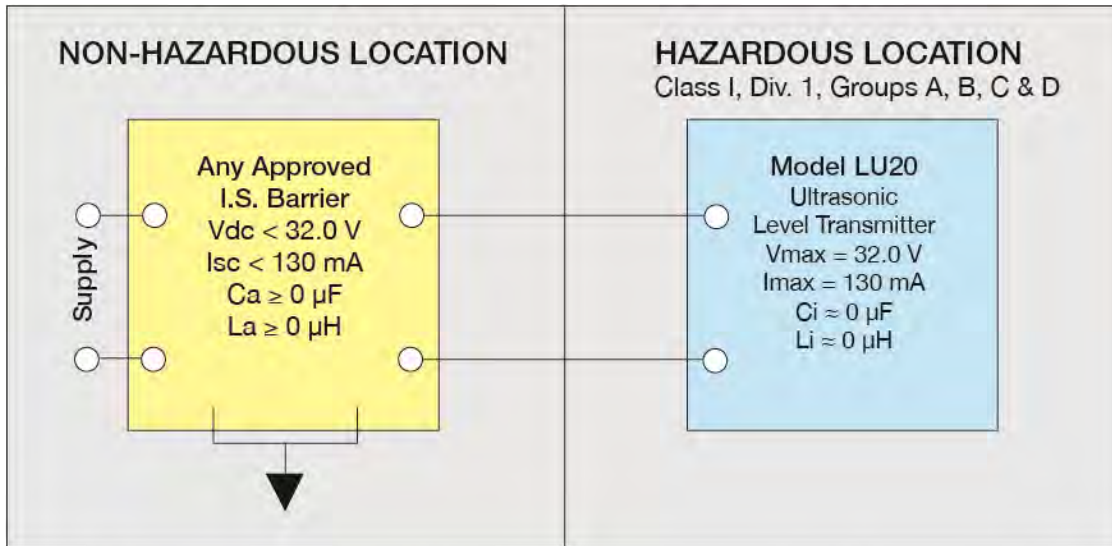 NON-HAZARDOUS LOCATION
Supply
Any Approved
I.S. Barrier
Vdc < 32.0 V
Isc < 130 mA
Ca ≥ 0 µF
La ≥ 0 µH
HAZARDOUS LOCATION
Class I, Div. 1, Groups A, B, C & D
Model LU20
Ultrasonic
Level Transmitter
Vmax = 32.0 V
Imax = 130 mA
Ci ≈ 0 µF
Li ≈ 0 µH